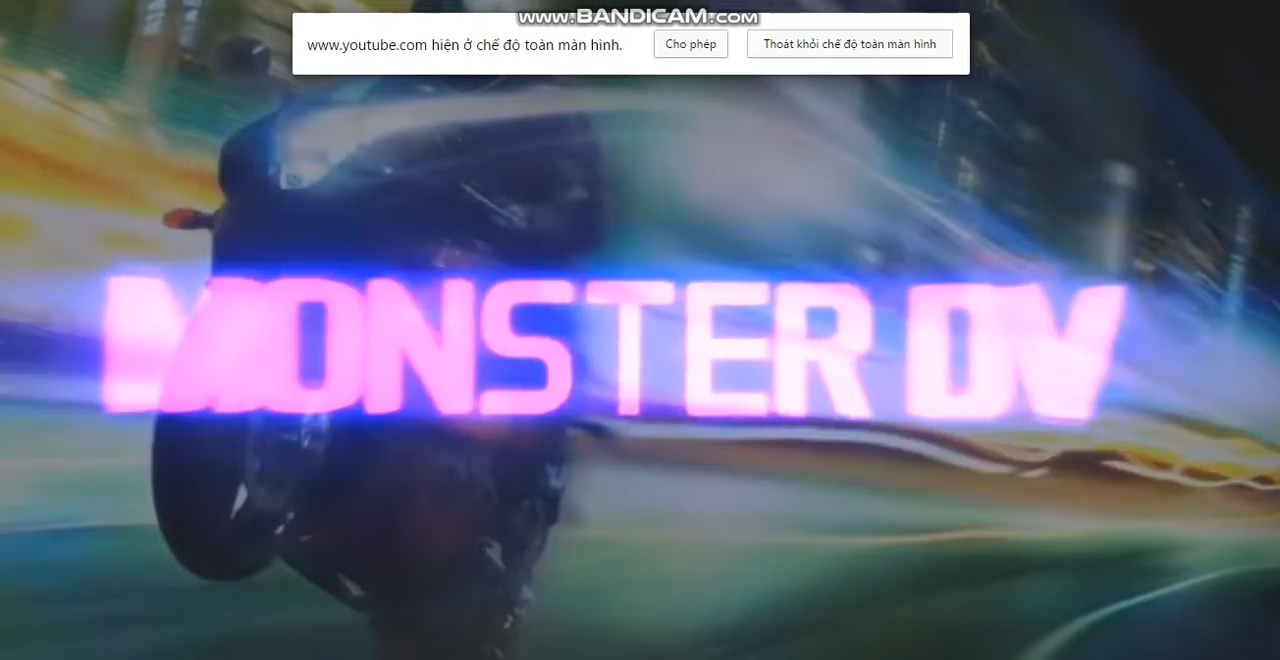 WWW.BANDICAM.COM
www.youtube.com hiện ở chế độ toàn màn hình.
Cho phép
Thoát khỏi chế độ toàn màn hình
MONSTER DV